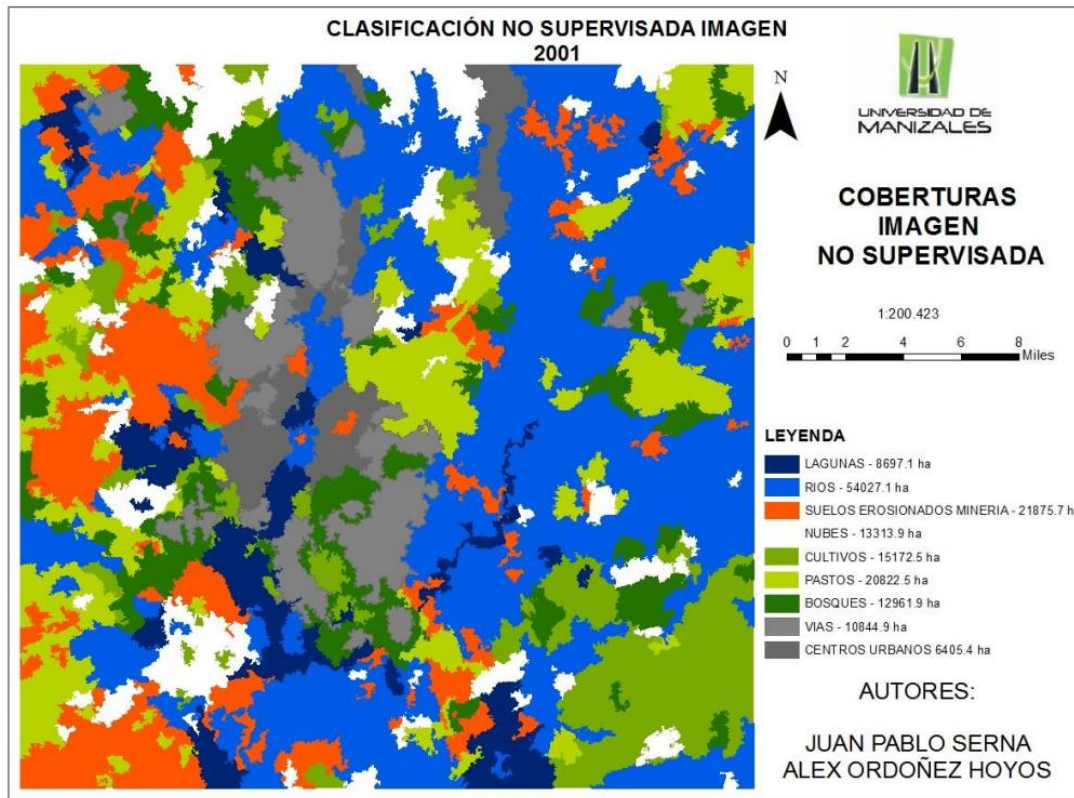 CLASIFICACIÓN NO SUPERVISADA IMAGEN
2001
N
UNIVERSIDAD DE
MANIZALES
COBERTURAS
IMAGEN
NO SUPERVISADA
1:200.423
0 1 2 4 6 8
Miles
LEYENDA
LAGUNAS - 8697.1 ha
RIOS - 54027.1 ha
SUELOS EROSIONADOS MINERIA - 21875.7 h
NUBES - 13313.9 ha
CULTIVOS - 15172.5 ha
PASTOS - 20822.5 ha
BOSQUES - 12961.9 ha
VIAS - 10844.9 ha
CENTROS URBANOS 6405.4 ha
AUTORES:
JUAN PABLO SERNA
ALEX ORDOÑEZ HOYOS